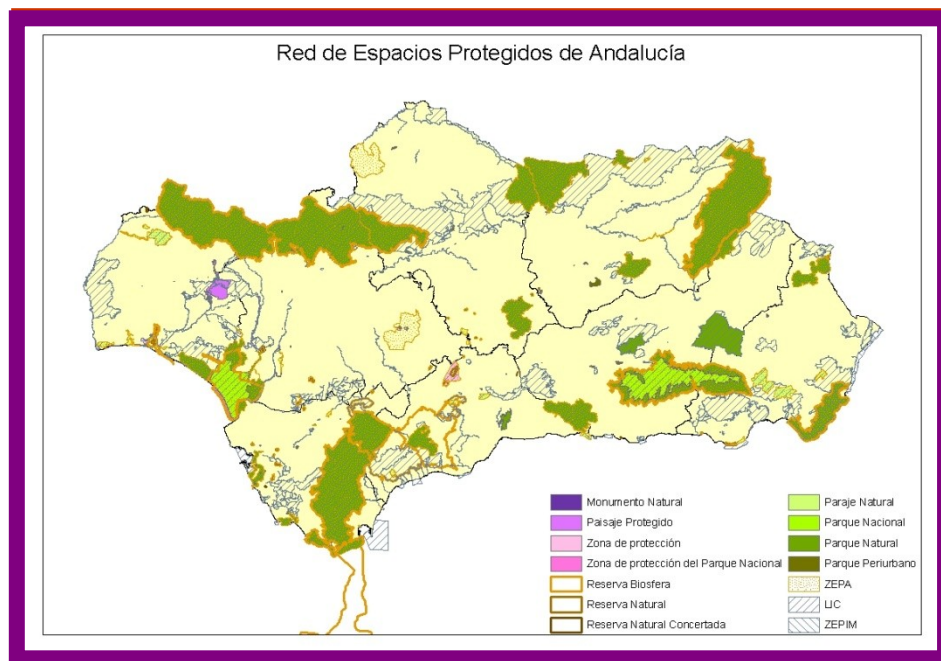 Red de Espacios Protegidos de Andalucía
Monumento Natural
Paisaje Protegido
Zona de protección
Zona de protección del Parque Nacional
Reserva Biosfera
Reserva Natural
Reserva Natural Concertada
Paraje Natural
Parque Nacional
Parque Natural
Parque Periurbano
ZEPA
LIC
ZEPIM